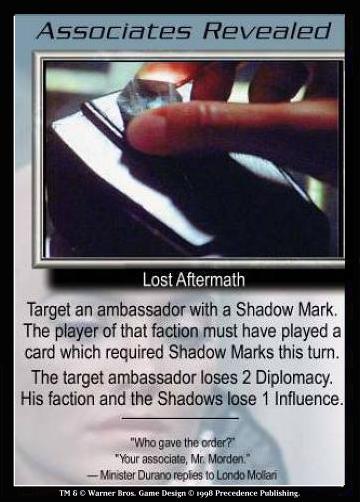 Associates Revealed
Lost Aftermath
Target an ambassador with a Shadow Mark.
The player of that faction must have played a
card which required Shadow Marks this turn.
The target ambassador loses 2 Diplomacy.
His faction and the Shadows lose 1 Influence.
"Who gave the order?"
"Your associate, Mr. Morden."
— Minister Durano replies to Londo Mollari
TM & © Warner Bros. Game Design © 1998 Precedence Publishing.